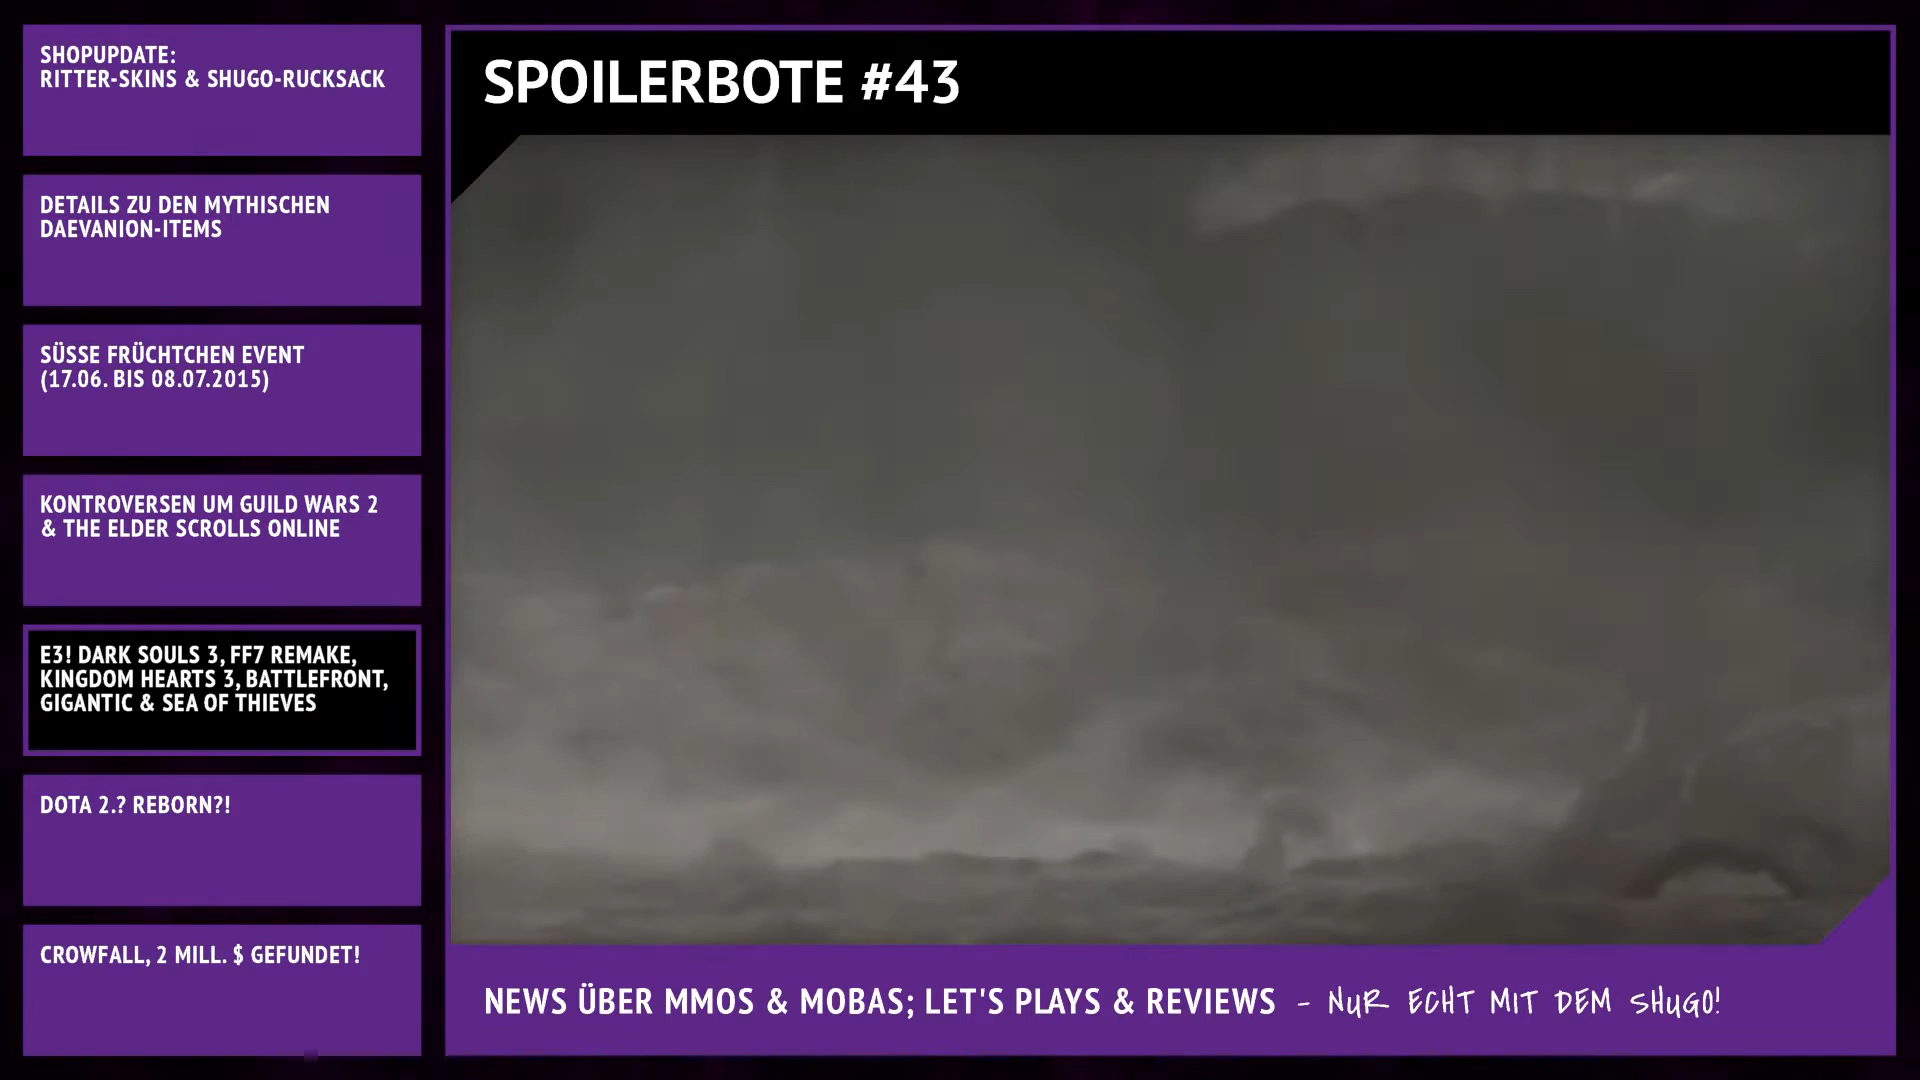 SHOPUPDATE:
RITTER-SKINS & SHUGO-RUCKSACK
DETAILS ZU DEN MYTHISCHEN
DAEVANION-ITEMS
SÜSSE FRÜCHTCHEN EVENT
(17.06. BIS 08.07.2015)
KONTROVERSEN UM GUILD WARS 2
& THE ELDER SCROLLS ONLINE
E3! DARK SOULS 3, FF7 REMAKE,
KINGDOM HEARTS 3, BATTLEFRONT,
GIGANTIC & SEA OF THIEVES
DOTA 2.? REBORN?!
CROWFALL, 2 MILL. $ GEFUNDET!
SPOILERBOTE #43
NEWS ÜBER MMOS & MOBAS; LET'S PLAYS & REVIEWS - NUR ECHT MIT DEM SHUGO!